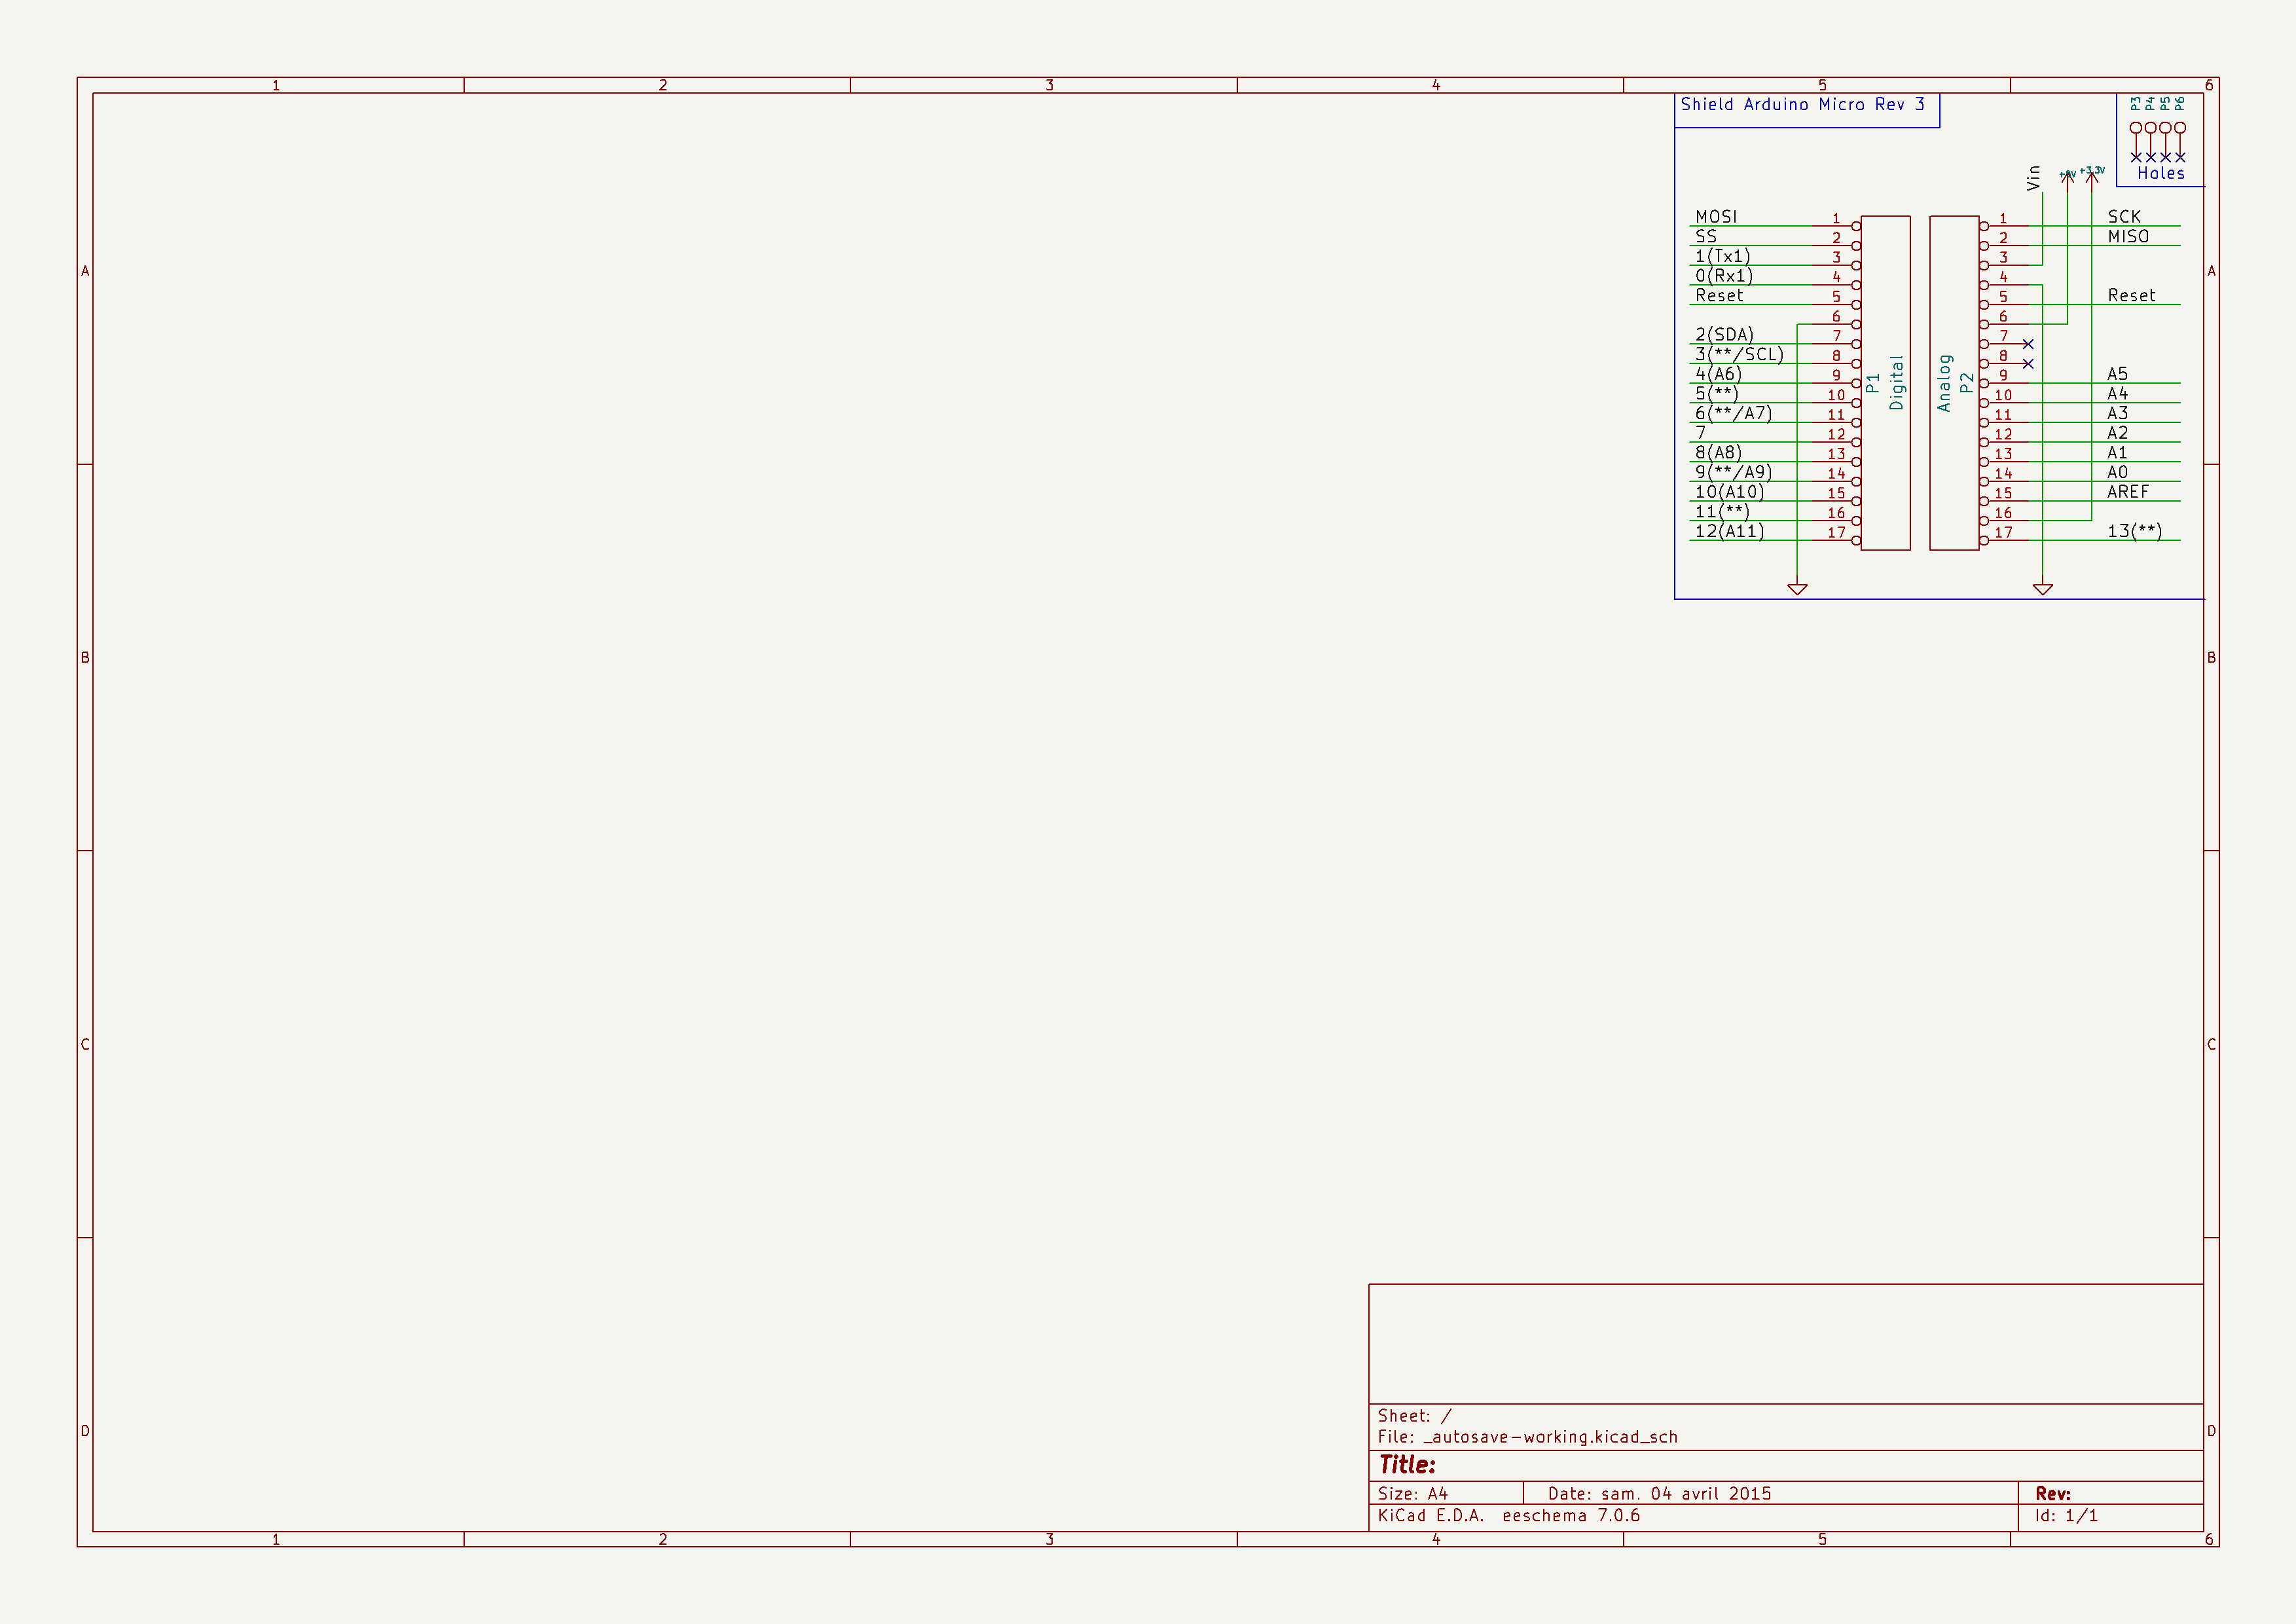 1 2 3 4 5 6
Shield Arduino Micro Rev 3
P3 P4 P5 P6
Holes
Vin +5V +3.3V
MOSI 1 1 SCK
SS 2 2 MISO
1(Tx1) 3 3
0(Rx1) 4 4
Reset 5 5 Reset
6 6
2(SDA) 7 7
3(**/SCL) 8 8
4(A6) 9 9 A5
5(**) 10 10 A4
6(**/A7) 11 11 A3
7 12 12 A2
8(A8) 13 13 A1
9(**/A9) 14 14 A0
10(A10) 15 15 AREF
11(**) 16 16
12(A11) 17 17 13(**)
P1
Digital
Analog
P2
A A
B B
C C
D D
Sheet: /
File: _autosave-working.kicad_sch
Title:
Size: A4 Date: sam. 04 avril 2015 Rev:
KiCad E.D.A. eeschema 7.0.6 Id: 1/1
1 2 3 4 5 6